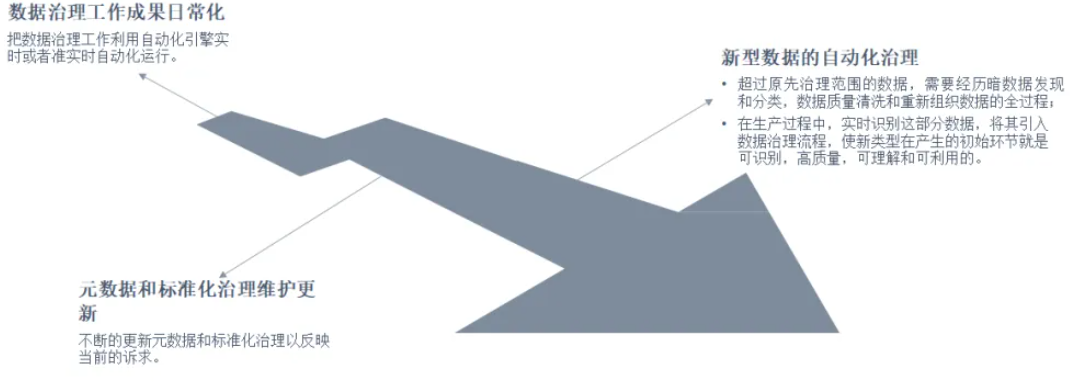 数据治理工作成果日常化
把数据治理工作利用自动化引擎实
时或者准实时自动化运行。
新型数据的自动化治理
• 超过原先治理范围的数据，需要经历暗数据发现
和分类，数据质量清洗和重新组织数据的全过程；
• 在生产过程中，实时识别这部分数据，将其引入
数据治理流程，使新类型在产生的初始环节就是
可识别，高质量，可理解和可利用的。
元数据和标准化治理维护更
新
不断的更新元数据和标准化治理以反映
当前的诉求。